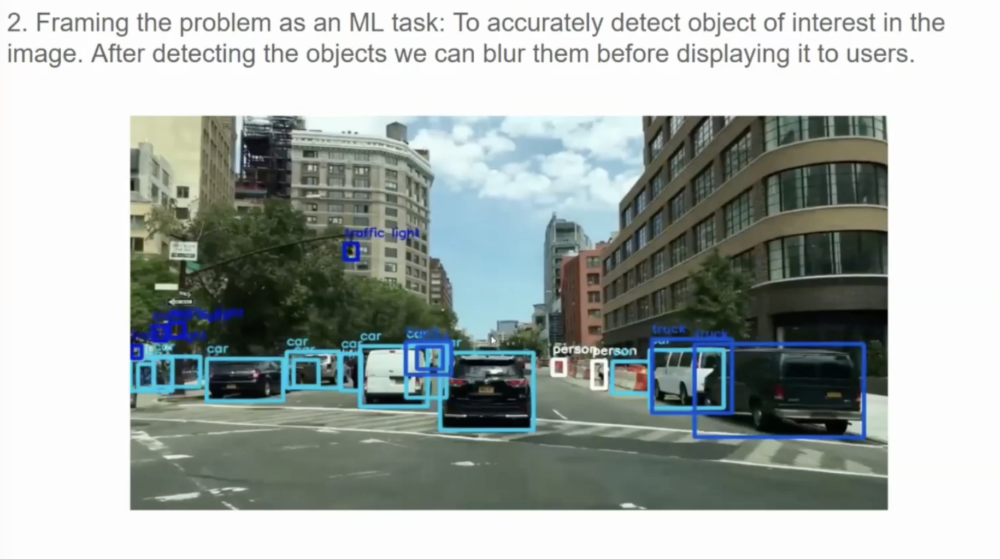 2. Framing the problem as an ML task: To accurately detect object of interest in the
image. After detecting the objects we can blur them before displaying it to users.
traffic light
car
car
car
car
car
person
person
truck
truck
car